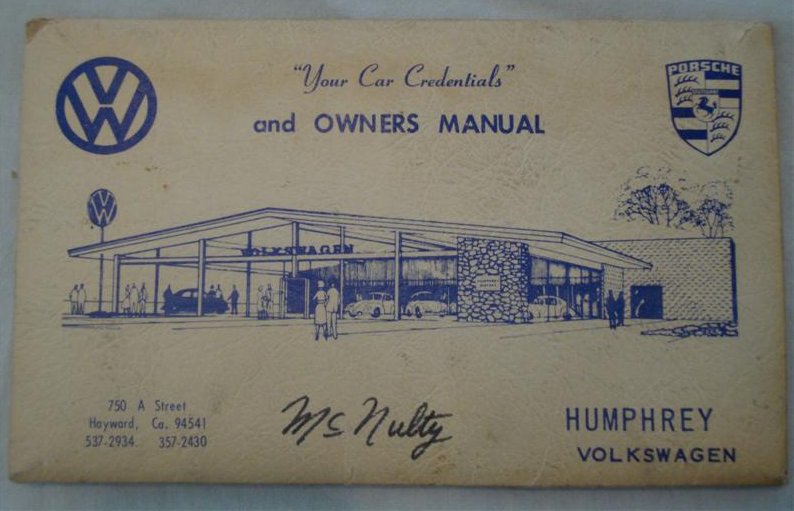 "Your Car Credentials"
and OWNERS MANUAL
PORSCHE
VOLKSWAGEN
750 A Street
Hayward, Ca. 94541
537-2934. 357-2430
McNulty
HUMPHREY
VOLKSWAGEN